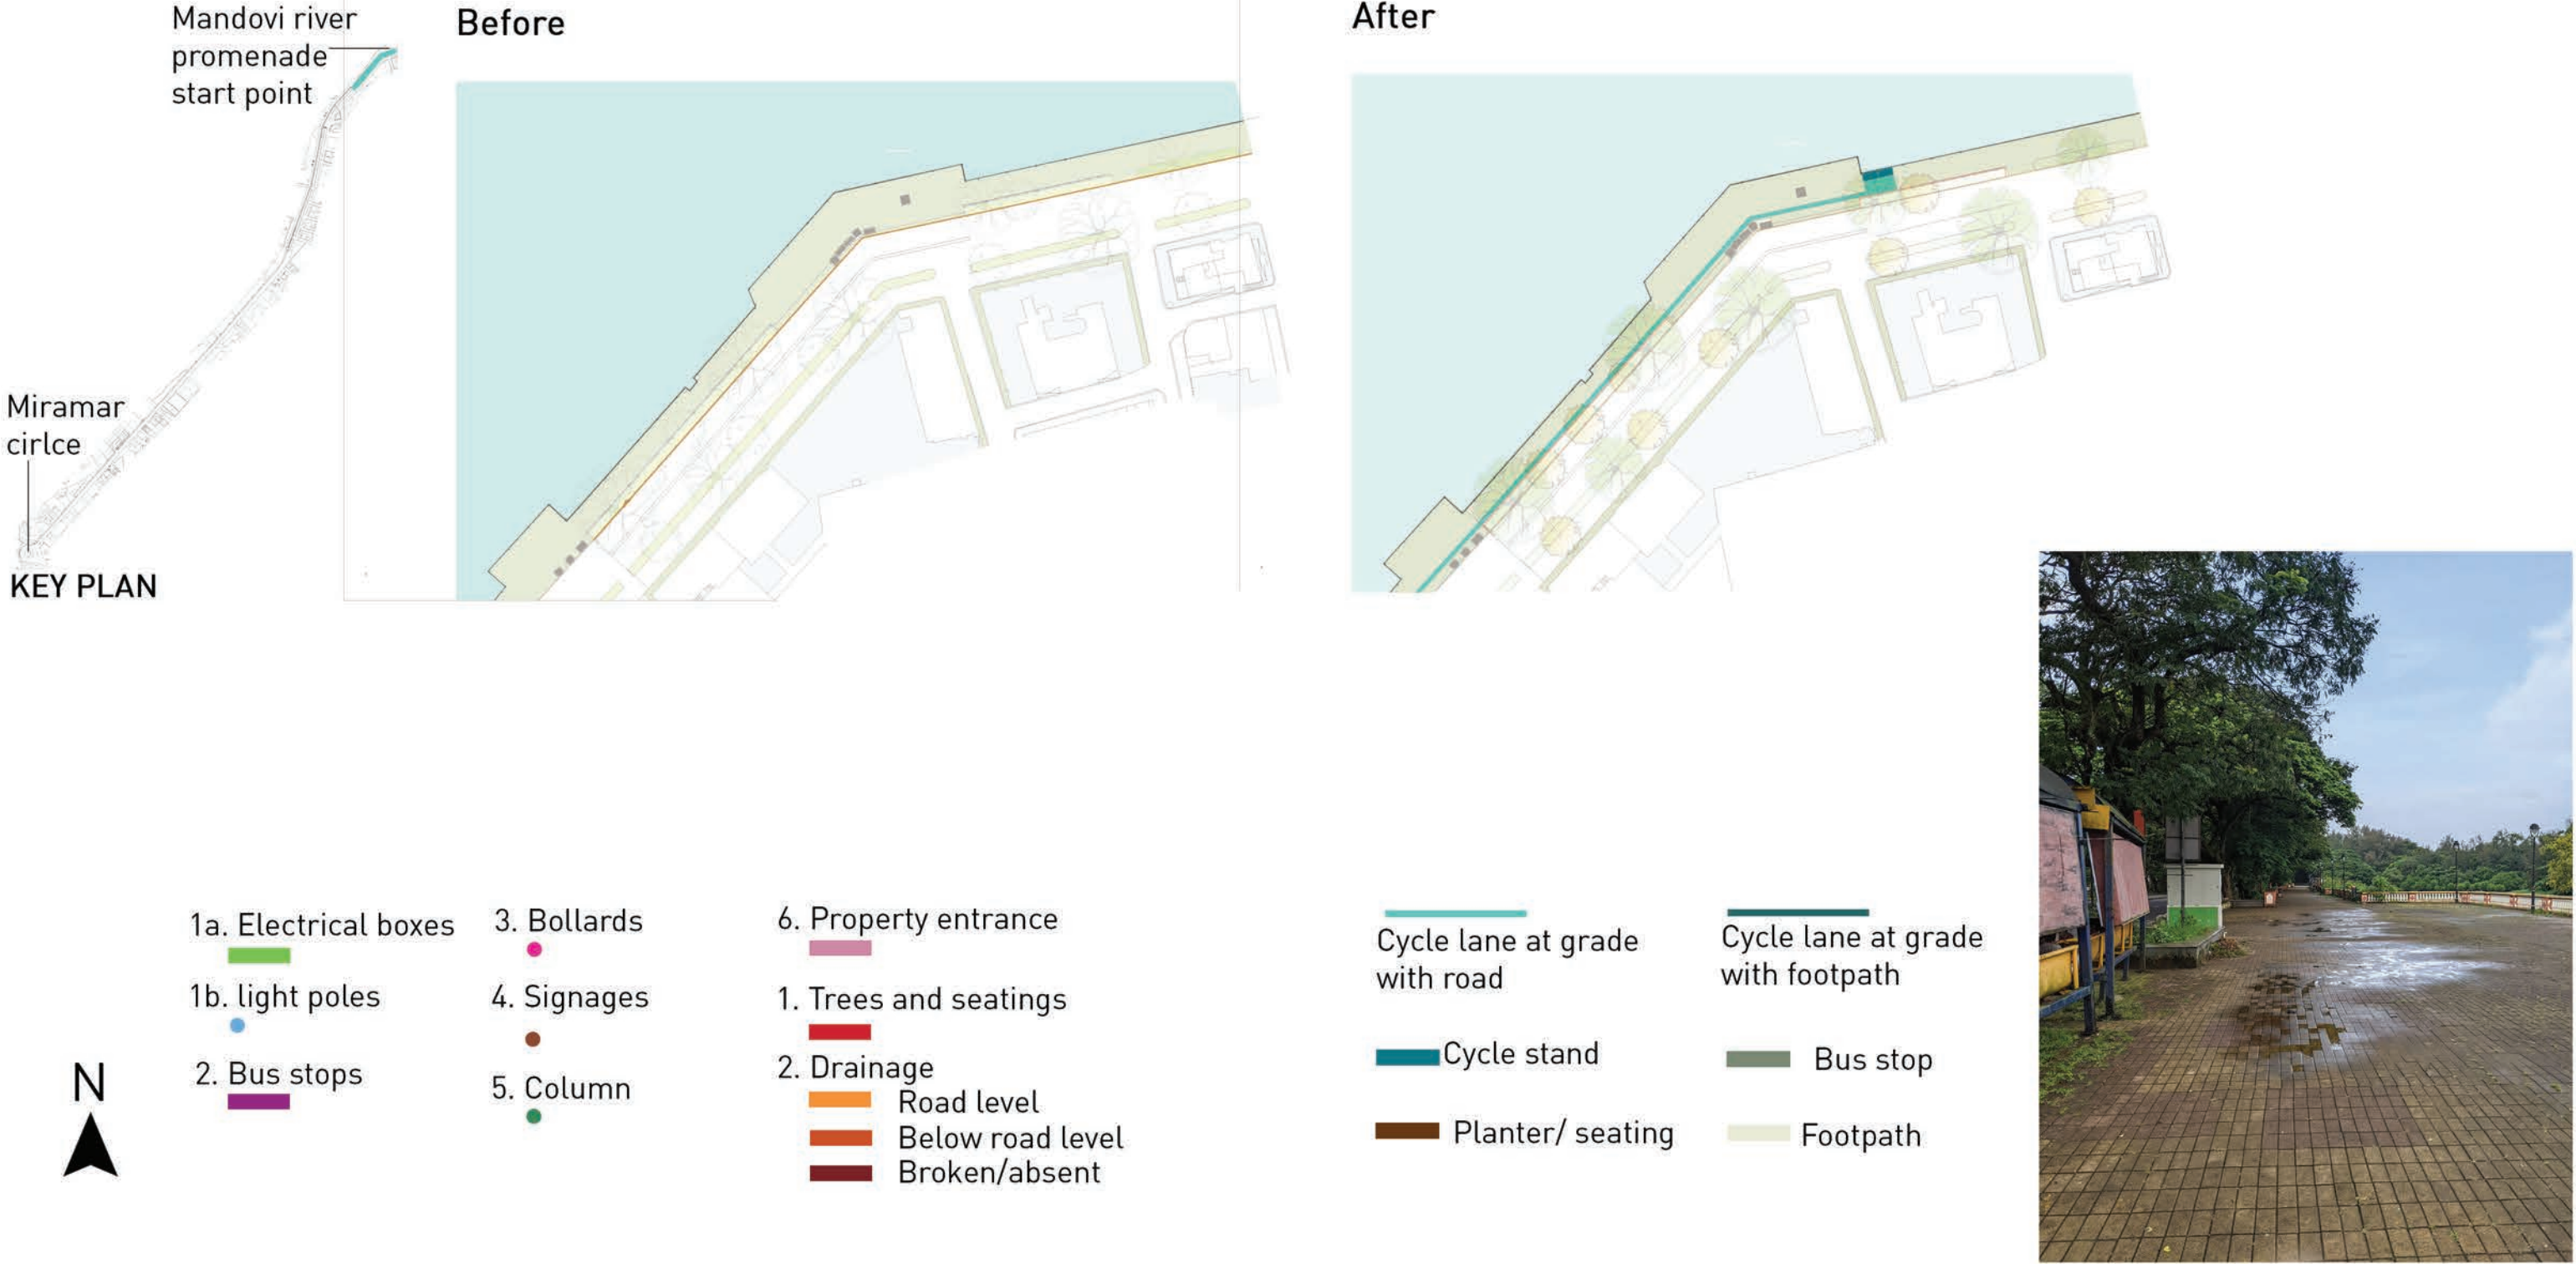 Mandovi river
promenade
start point
Before
After
Miramar
cirlce
KEY PLAN
1a. Electrical boxes
1b. light poles
2. Bus stops
3. Bollards
4. Signages
5. Column
6. Property entrance
1. Trees and seatings
2. Drainage
Road level
Below road level
Broken/absent
Cycle lane at grade
with road
Cycle lane at grade
with footpath
Cycle stand
Bus stop
Planter/ seating
Footpath
N